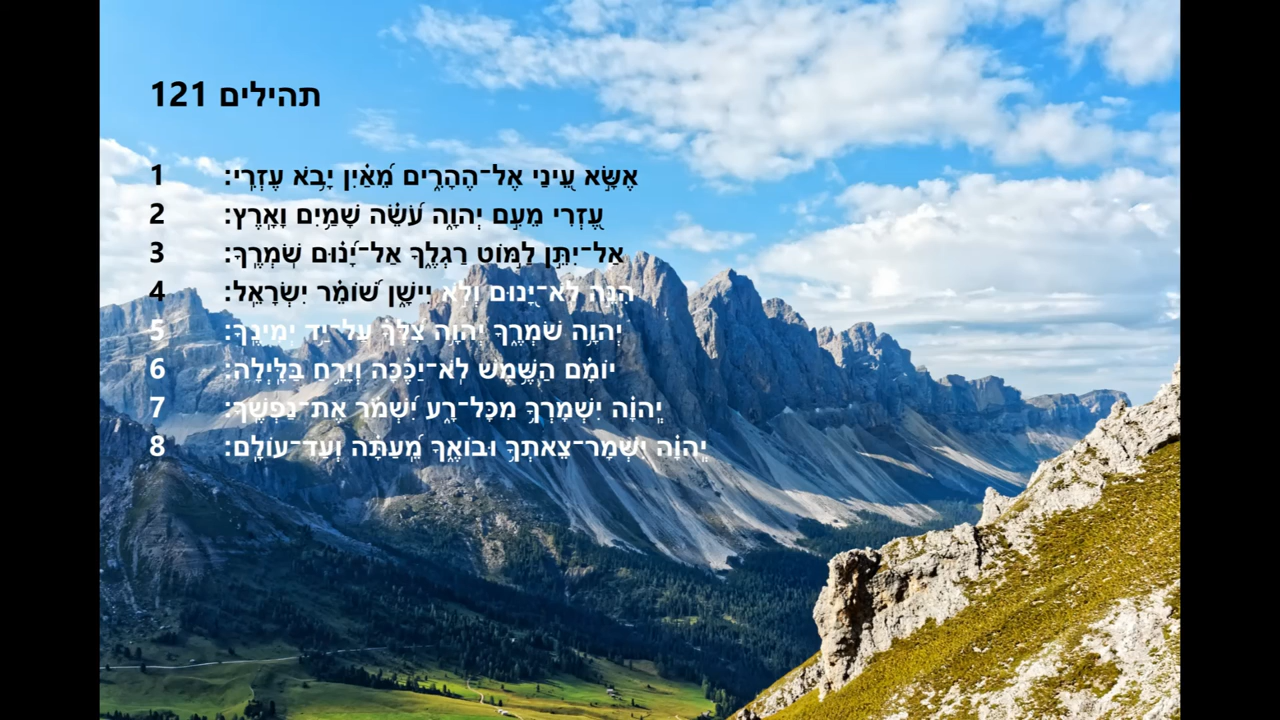 תהילים 121
1 אֶשָּׂ֣א עֵ֭ינַי אֶל־הֶהָרִ֑ים מֵ֝אַ֗יִן יָבֹ֥א עֶזְרִֽי׃
2 עֶ֭זְרִי מֵעִ֣ם יְהוָ֑ה עֹ֝שֵׂ֗ה שָׁמַ֥יִם וָאָֽרֶץ׃
3 אַל־יִתֵּ֣ן לַמּ֣וֹט רַגְלֶ֑ךָ אַל־יָ֝נ֗וּם שֹֽׁמְרֶֽךָ׃
4 הִנֵּ֣ה לֹֽא־יָ֭נוּם וְלֹ֣א יִישָׁ֑ן שׁ֝וֹמֵ֗ר יִשְׂרָאֵֽל׃
5 יְהוָ֥ה שֹׁמְרֶ֑ךָ יְהוָ֥ה צִ֝לְּךָ֗ עַל־יַ֥ד יְמִינֶֽךָ׃
6 יוֹמָ֗ם הַשֶּׁ֥מֶשׁ לֹֽא־יַכֶּ֗כָּה וְיָרֵ֥חַ בַּלָּֽיְלָה׃
7 יְֽהוָ֗ה יִשְׁמָרְךָ֥ מִכָּל־רָ֑ע יִ֝שְׁמֹ֗ר אֶת־נַפְשֶֽׁךָ׃
8 יְֽהוָ֗ה יִשְׁמָר־צֵאתְךָ֥ וּבוֹאֶ֑ךָ מֵֽ֝עַתָּ֗ה וְעַד־עוֹלָֽם׃